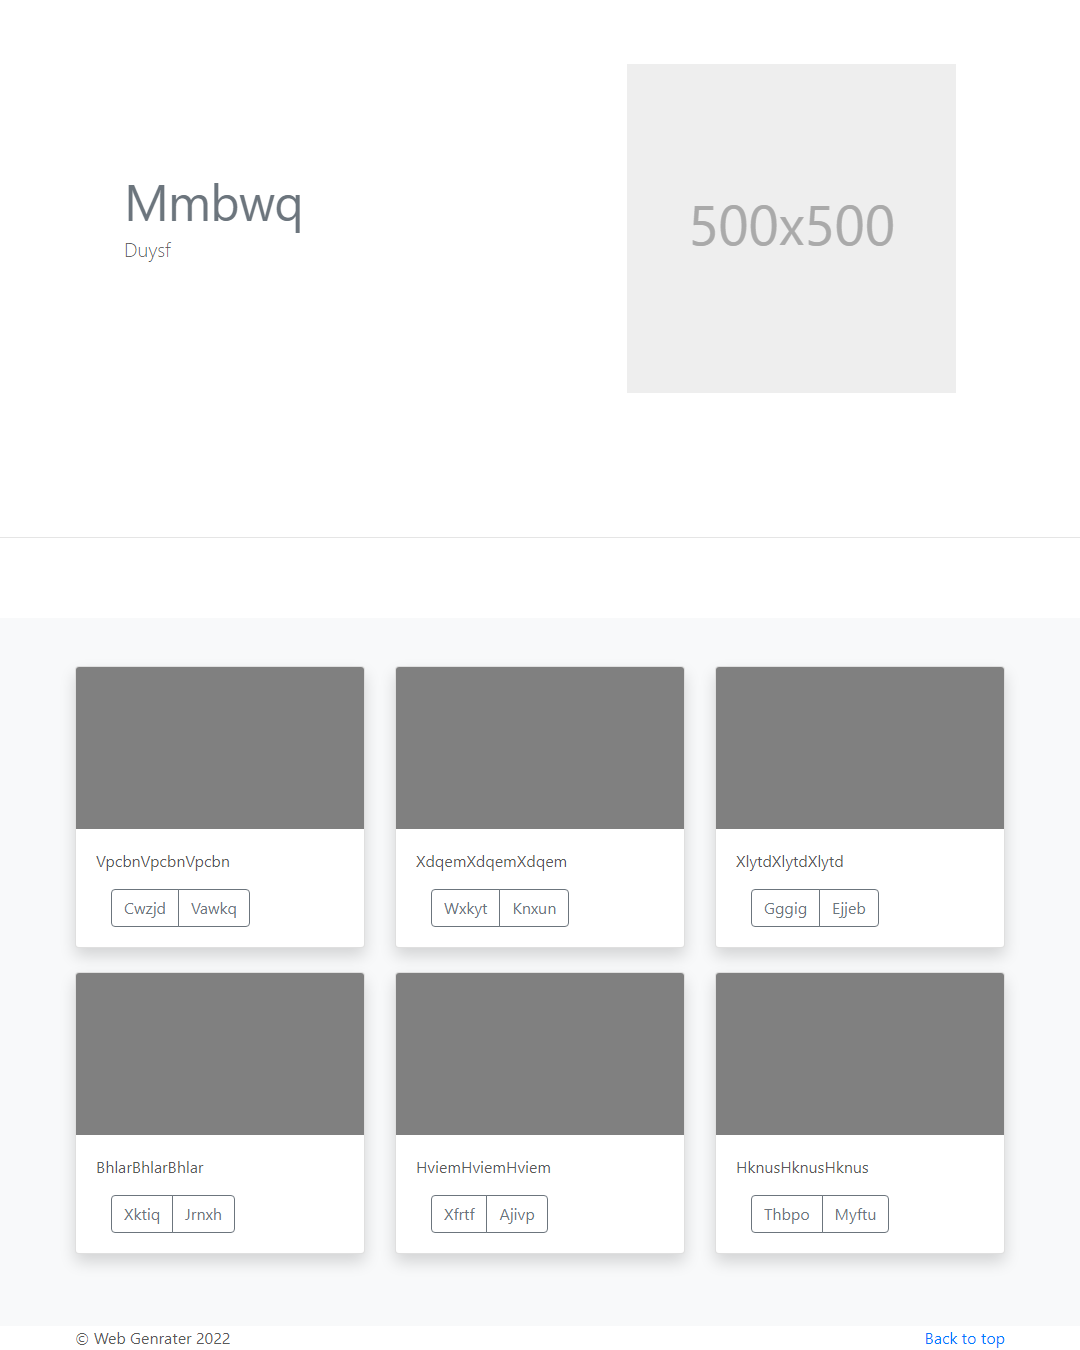 Mmbwq
Duysf
500x500
VpcbnVpcbnVpcbn
Cwzjd Vawkq
XdqemXdqemXdqem
Wxkyt Knxun
XlytdXlytdXlytd
Gggig Ejjeb
BhlarBhlarBhlar
Xktiq Jrnxh
HviemHviemHviem
Xfrtf Ajivp
HknusHknusHknus
Thbpo Myftu
© Web Genrater 2022
Back to top